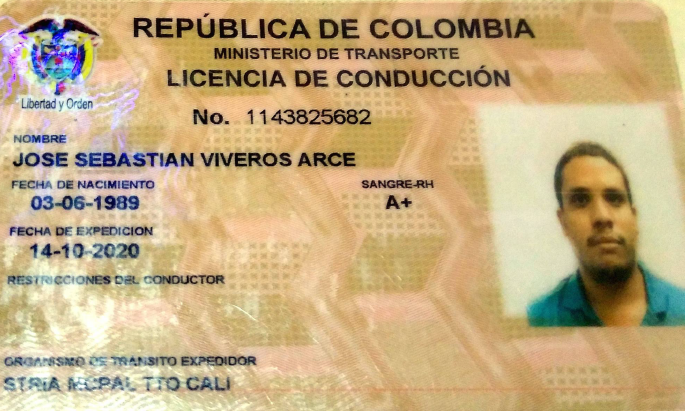 REPÚBLICA DE COLOMBIA
MINISTERIO DE TRANSPORTE
LICENCIA DE CONDUCCIÓN
Libertad y Orden
No. 1143825682
NOMBRE
JOSE SEBASTIAN VIVEROS ARCE
FECHA DE NACIMIENTO SANGRE-RH
03-06-1989 A+
FECHA DE EXPEDICION
14-10-2020
RESTRICCIONES DEL CONDUCTOR
ORGANISMO DE TRANSITO EXPEDIDOR
STRIA MCPAL TTO CALI